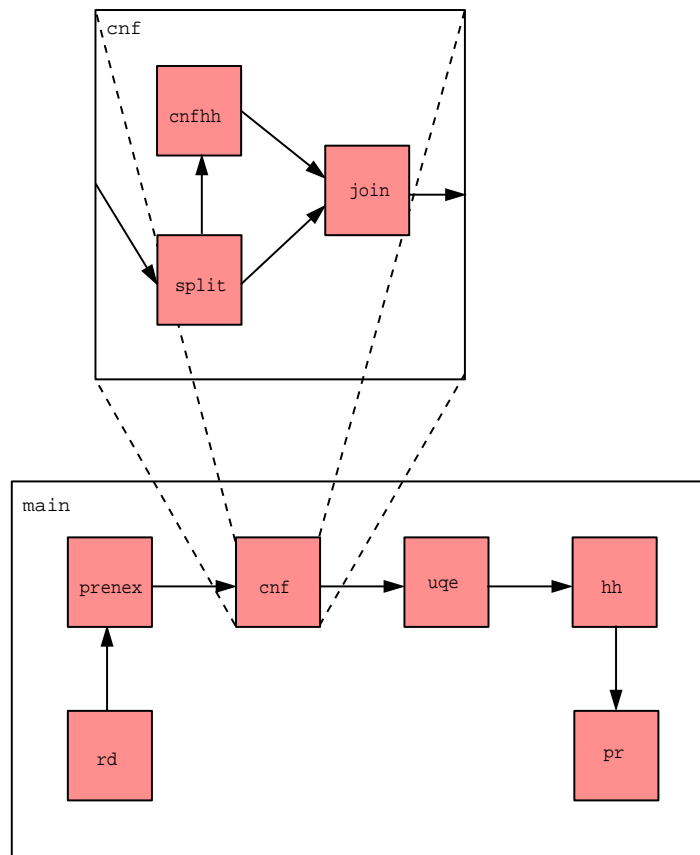 cnf
cnfhh
join
split
main
prenex
cnf
uqe
hh
rd
pr